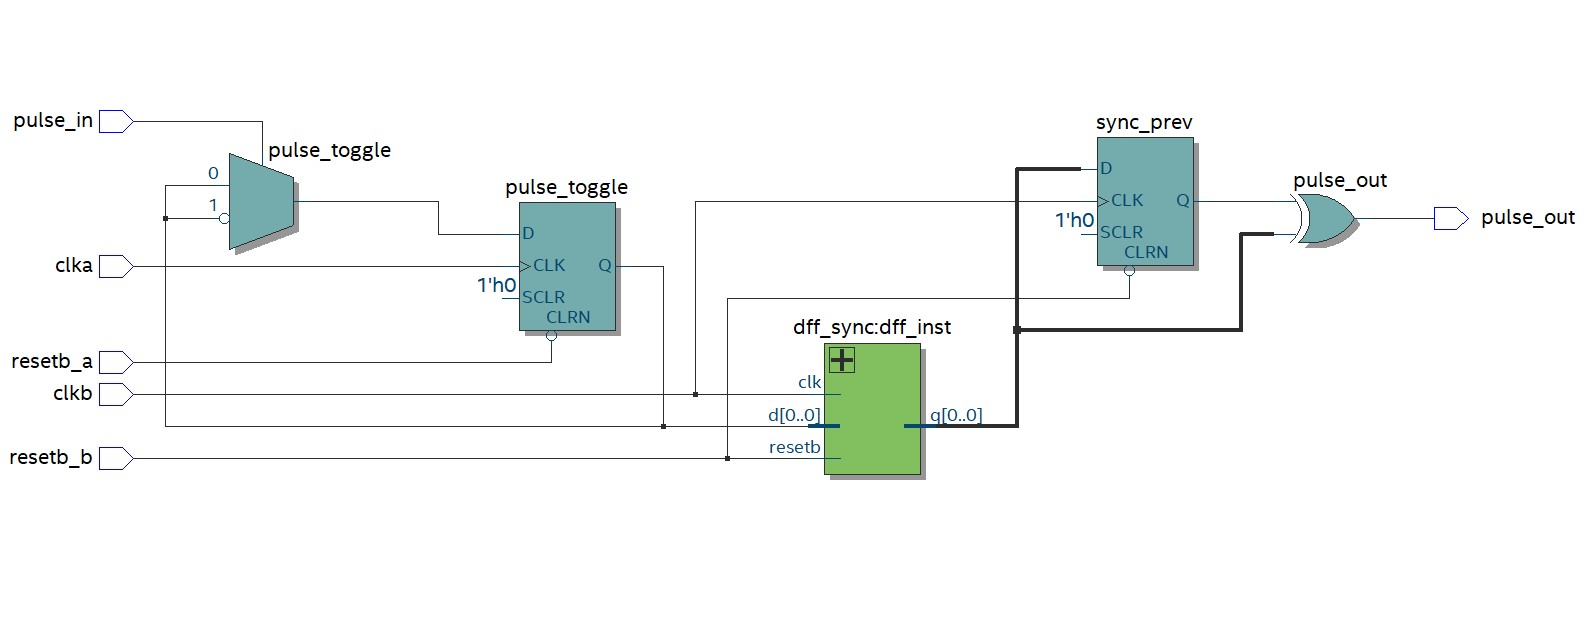 pulse_in
pulse_toggle
0
1
clka
resetb_a
clkb
resetb_b
pulse_toggle
D
CLK
Q
1'h0
SCLR
CLRN
dff_sync:dff_inst
clk
d[0..0]
q[0..0]
resetb
sync_prev
D
CLK
Q
1'h0
SCLR
CLRN
pulse_out
pulse_out